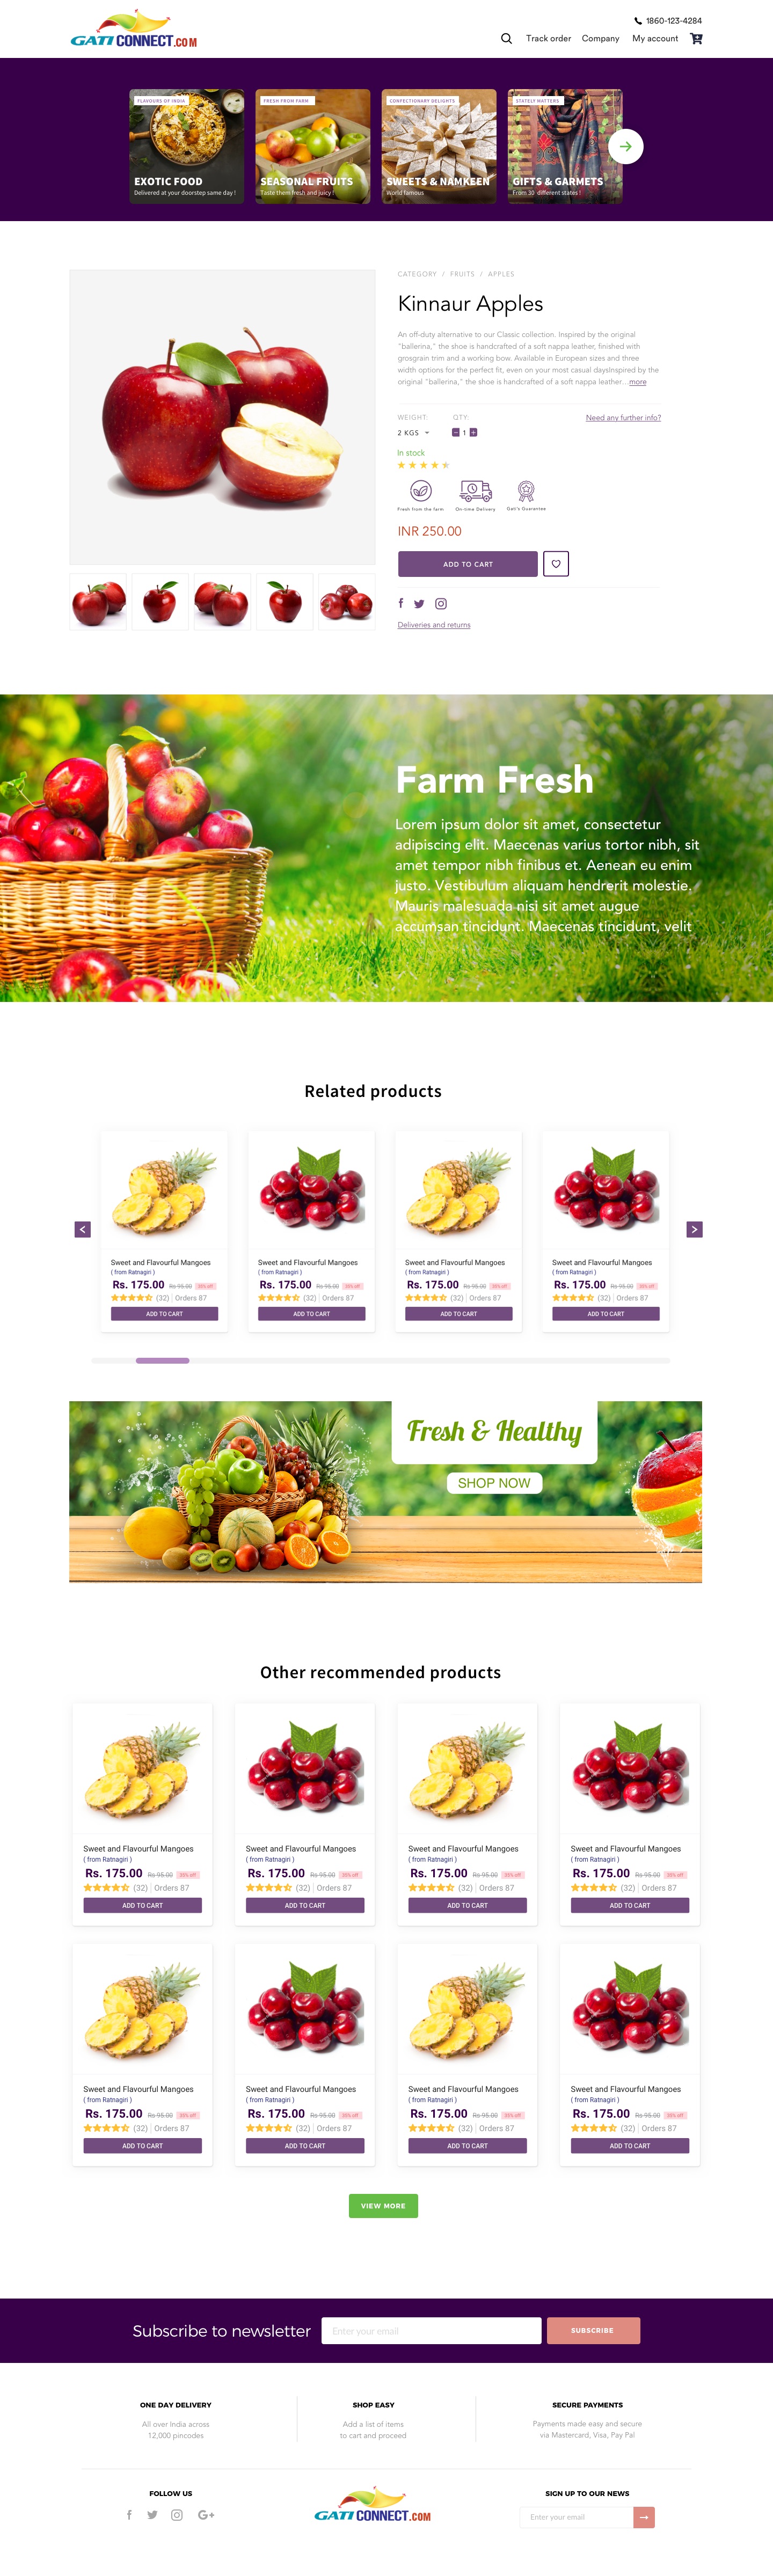 GATI CONNECT.COM
1860-123-4284
Track order Company My account
FLAVOURS OF INDIA
EXOTIC FOOD
Delivered at your doorstep same day !
FRESH FROM FARM
SEASONAL FRUITS
Taste them fresh and juicy !
CONFECTIONARY DELIGHTS
SWEETS & NAMKEEN
World famous
STATELY MATTERS
GIFTS & GARMETS
From 30 different states !
CATEGORY / FRUITS / APPLES
Kinnaur Apples
An off-duty alternative to our Classic collection. Inspired by the original
"ballerina," the shoe is handcrafted of a soft nappa leather, finished with
grosgrain trim and a working bow. Available in European sizes and three
width options for the perfect fit, even on your most casual daysInspired by the
original "ballerina," the shoe is handcrafted of a soft nappa leather...more
WEIGHT: QTY: Need any further info?
2 KGS - 1 +
In stock
Fresh from the farm On-time Delivery Gati's Guarantee
INR 250.00
ADD TO CART
Deliveries and returns
Farm Fresh
Lorem ipsum dolor sit amet, consectetur
adipiscing elit. Maecenas varius tortor nibh, sit
amet tempor nibh finibus et. Aenean eu enim
justo. Vestibulum aliquam hendrerit molestie.
Mauris malesuada nisi sit amet augue
accumsan tincidunt. Maecenas tincidunt, velit
Related products
Sweet and Flavourful Mangoes
( from Ratnagiri )
Rs. 175.00 Rs 95.00 35% off
(32) Orders 87
ADD TO CART
Sweet and Flavourful Mangoes
( from Ratnagiri )
Rs. 175.00 Rs 95.00 35% off
(32) Orders 87
ADD TO CART
Sweet and Flavourful Mangoes
( from Ratnagiri )
Rs. 175.00 Rs 95.00 35% off
(32) Orders 87
ADD TO CART
Sweet and Flavourful Mangoes
( from Ratnagiri )
Rs. 175.00 Rs 95.00 35% off
(32) Orders 87
ADD TO CART
Fresh & Healthy
SHOP NOW
Other recommended products
Sweet and Flavourful Mangoes
( from Ratnagiri )
Rs. 175.00 Rs 95.00 35% off
(32) Orders 87
ADD TO CART
Sweet and Flavourful Mangoes
( from Ratnagiri )
Rs. 175.00 Rs 95.00 35% off
(32) Orders 87
ADD TO CART
Sweet and Flavourful Mangoes
( from Ratnagiri )
Rs. 175.00 Rs 95.00 35% off
(32) Orders 87
ADD TO CART
Sweet and Flavourful Mangoes
( from Ratnagiri )
Rs. 175.00 Rs 95.00 35% off
(32) Orders 87
ADD TO CART
Sweet and Flavourful Mangoes
( from Ratnagiri )
Rs. 175.00 Rs 95.00 35% off
(32) Orders 87
ADD TO CART
Sweet and Flavourful Mangoes
( from Ratnagiri )
Rs. 175.00 Rs 95.00 35% off
(32) Orders 87
ADD TO CART
Sweet and Flavourful Mangoes
( from Ratnagiri )
Rs. 175.00 Rs 95.00 35% off
(32) Orders 87
ADD TO CART
Sweet and Flavourful Mangoes
( from Ratnagiri )
Rs. 175.00 Rs 95.00 35% off
(32) Orders 87
ADD TO CART
VIEW MORE
Subscribe to newsletter Enter your email SUBSCRIBE
ONE DAY DELIVERY
All over India across
12,000 pincodes
SHOP EASY
Add a list of items
to cart and proceed
SECURE PAYMENTS
Payments made easy and secure
via Mastercard, Visa, Pay Pal
FOLLOW US
GATI CONNECT.COM
SIGN UP TO OUR NEWS
Enter your email